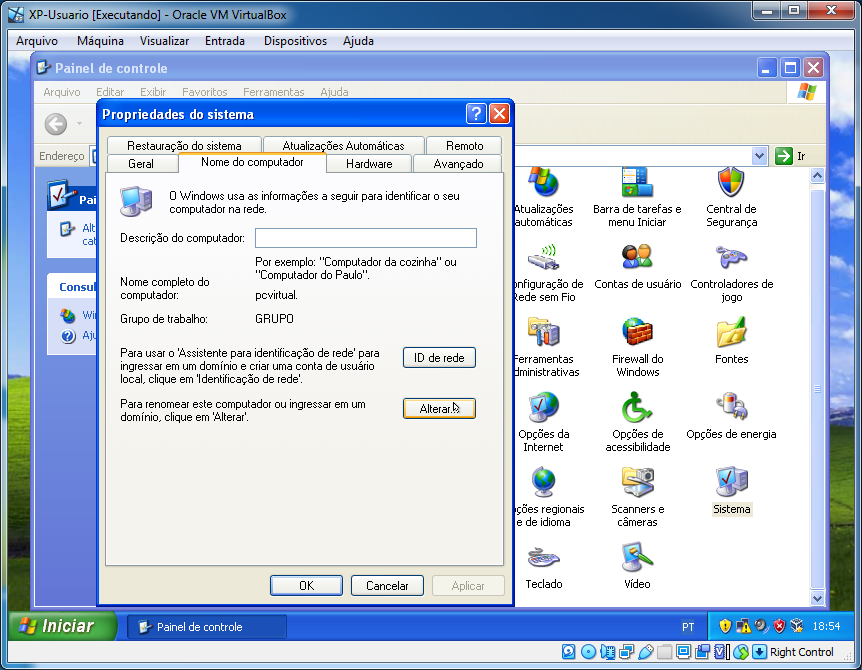 XP-Usuario [Executando] - Oracle VM VirtualBox
Arquivo Máquina Visualizar Entrada Dispositivos Ajuda
Painel de controle
Arquivo Editar Exibir Favoritos Ferramentas Ajuda
Endereço
Ir
Propriedades do sistema
Restauração do sistema
Atualizações Automáticas
Remoto
Geral
Nome do computador
Hardware
Avançado
O Windows usa as informações a seguir para identificar o seu
computador na rede.
Descrição do computador:
Por exemplo: "Computador da cozinha" ou
"Computador do Paulo".
Nome completo do
computador:
pcvirtual.
Grupo de trabalho:
GRUPO
Para usar o 'Assistente para identificação de rede' para
ingressar em um domínio e criar uma conta de usuário
local, clique em 'Identificação de rede'.
ID de rede
Para renomear este computador ou ingressar em um
domínio, clique em 'Alterar'.
Alterar
OK
Cancelar
Aplicar
Pai
Alt
cat
Consul
Win
Aju
Atualizações
automáticas
Barra de tarefas e
menu Iniciar
Central de
Segurança
nfiguração de
Rede sem Fio
Contas de usuário
Controladores de
jogo
Ferramentas
dministrativas
Firewall do
Windows
Fontes
Opções da
Internet
Opções de
acessibilidade
Opções de energia
ções regionais
e de idioma
Scanners e
câmeras
Sistema
Teclado
Vídeo
Iniciar
Painel de controle
PT
18:54
Right Control